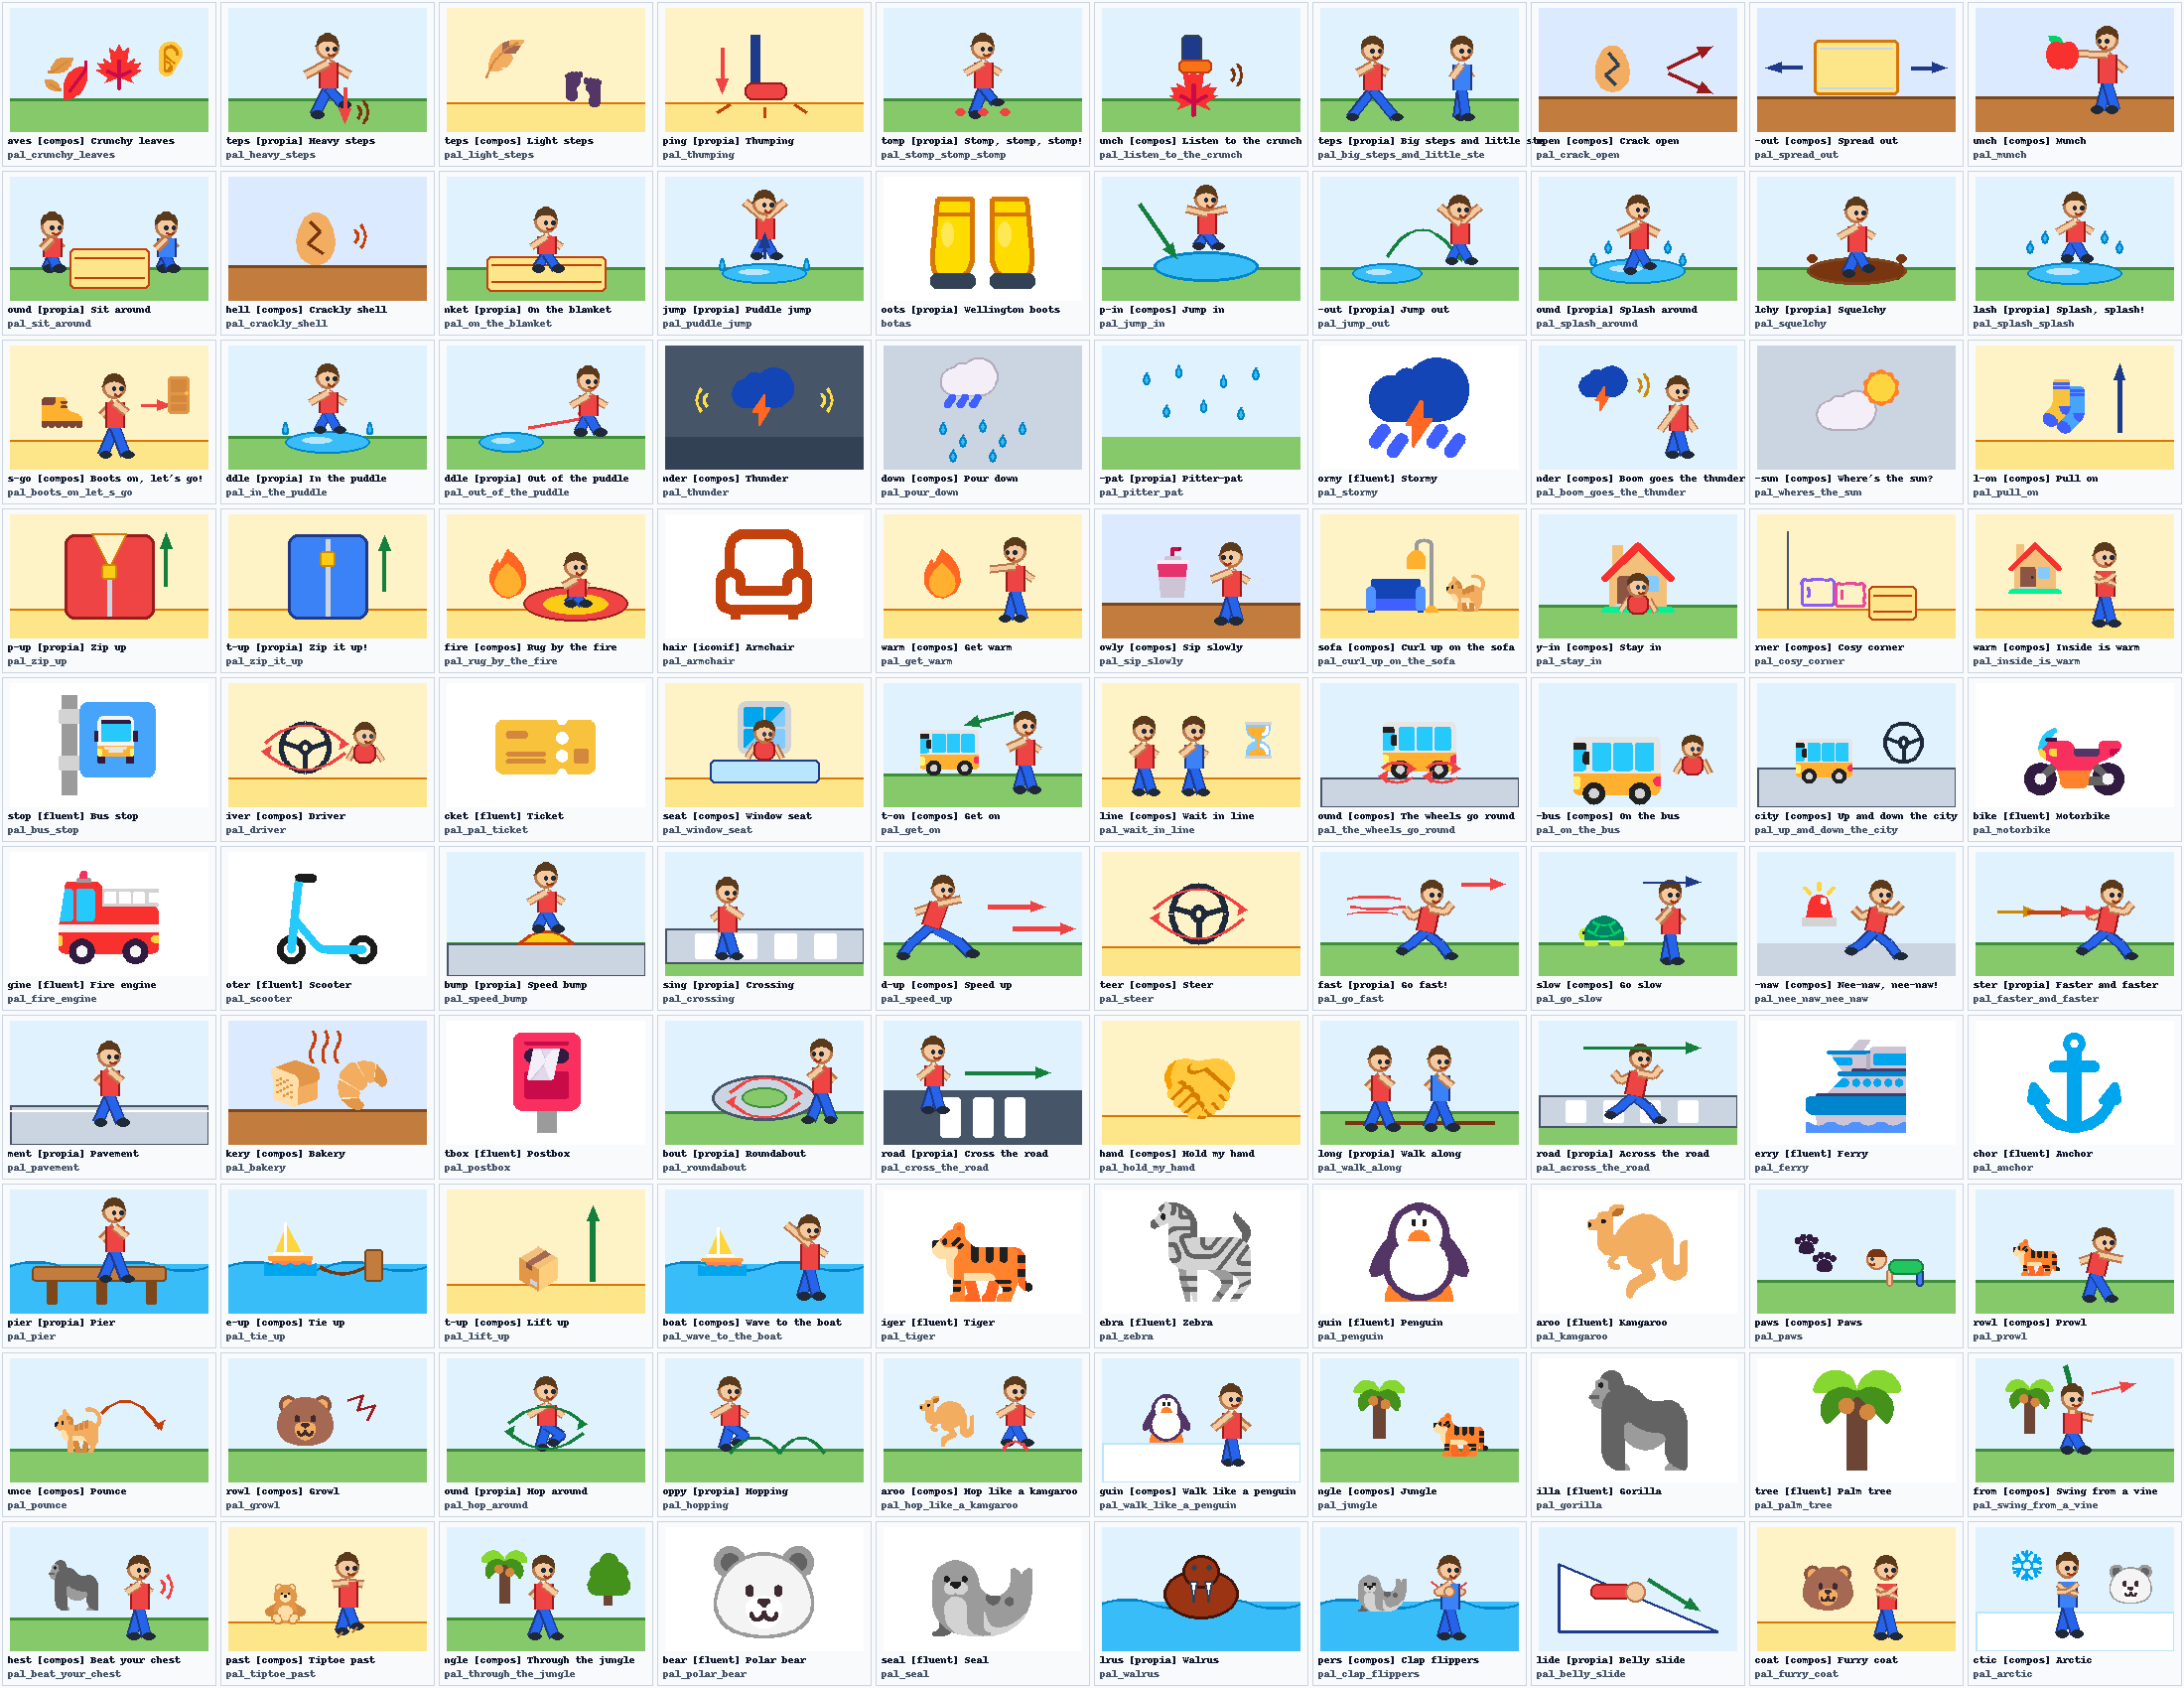 aves [compos] Crunchy leaves
pal_crunchy_leaves
teps [propia] Heavy steps
pal_heavy_steps
teps [compos] Light steps
pal_light_steps
ping [propia] Thumping
pal_thumping
tomp [propia] Stomp, stomp, stomp!
pal_stomp_stomp_stomp
unch [compos] Listen to the crunch
pal_listen_to_the_crunch
teps [propia] Big steps and little
pal_big_steps_and_little_ste
open [compos] Crack open
pal_crack_open
-out [compos] Spread out
pal_spread_out
unch [compos] Munch
pal_munch
ound [propia] Sit around
pal_sit_around
hell [compos] Crackly shell
pal_crackly_shell
nket [propia] On the blanket
pal_on_the_blanket
jump [propia] Puddle jump
pal_puddle_jump
oots [propia] Wellington boots
botas
p-in [compos] Jump in
pal_jump_in
-out [propia] Jump out
pal_jump_out
ound [propia] Splash around
pal_splash_around
lchy [propia] Squelchy
pal_squelchy
lash [propia] Splash, splash!
pal_splash_splash
s-go [compos] Boots on, let's go!
pal_boots_on_let_s_go
ddle [propia] In the puddle
pal_in_the_puddle
ddle [propia] Out of the puddle
pal_out_of_the_puddle
nder [compos] Thunder
pal_thunder
down [compos] Pour down
pal_pour_down
-pat [propia] Pitter-pat
pal_pitter_pat
ormy [fluent] Stormy
pal_stormy
nder [compos] Boom goes the thunder
pal_boom_goes_the_thunder
-sun [compos] Where's the sun?
pal_wheres_the_sun
l-on [compos] Pull on
pal_pull_on
p-up [propia] Zip up
pal_zip_up
t-up [propia] Zip it up!
pal_zip_it_up
fire [compos] Rug by the fire
pal_rug_by_the_fire
hair [iconif] Armchair
pal_armchair
warm [compos] Get warm
pal_get_warm
owly [compos] Sip slowly
pal_sip_slowly
sofa [compos] Curl up on the sofa
pal_curl_up_on_the_sofa
y-in [compos] Stay in
pal_stay_in
rner [compos] Cosy corner
pal_cosy_corner
warm [compos] Inside is warm
pal_inside_is_warm
stop [fluent] Bus stop
pal_bus_stop
iver [compos] Driver
pal_driver
cket [fluent] Ticket
pal_pal_ticket
seat [compos] Window seat
pal_window_seat
t-on [compos] Get on
pal_get_on
line [compos] Wait in line
pal_wait_in_line
ound [compos] The wheels go round
pal_the_wheels_go_round
-bus [compos] On the bus
pal_on_the_bus
city [compos] Up and down the city
pal_up_and_down_the_city
bike [fluent] Motorbike
pal_motorbike
gine [fluent] Fire engine
pal_fire_engine
oter [fluent] Scooter
pal_scooter
bump [propia] Speed bump
pal_speed_bump
sing [propia] Crossing
pal_crossing
d-up [compos] Speed up
pal_speed_up
teer [compos] Steer
pal_steer
fast [propia] Go fast!
pal_go_fast
slow [compos] Go slow
pal_go_slow
-naw [compos] Nee-naw, nee-naw!
pal_nee_naw_nee_naw
ster [propia] Faster and faster
pal_faster_and_faster
ment [propia] Pavement
pal_pavement
kery [compos] Bakery
pal_bakery
tbox [fluent] Postbox
pal_postbox
bout [propia] Roundabout
pal_roundabout
road [propia] Cross the road
pal_cross_the_road
hand [compos] Hold my hand
pal_hold_my_hand
long [propia] Walk along
pal_walk_along
road [propia] Across the road
pal_across_the_road
erry [fluent] Ferry
pal_ferry
chor [fluent] Anchor
pal_anchor
pier [propia] Pier
pal_pier
e-up [compos] Tie up
pal_tie_up
t-up [compos] Lift up
pal_lift_up
boat [compos] Wave to the boat
pal_wave_to_the_boat
iger [fluent] Tiger
pal_tiger
ebra [fluent] Zebra
pal_zebra
guin [fluent] Penguin
pal_penguin
aroo [fluent] Kangaroo
pal_kangaroo
paws [compos] Paws
pal_paws
rowl [compos] Prowl
pal_prowl
unce [compos] Pounce
pal_pounce
rowl [compos] Growl
pal_growl
ound [propia] Hop around
pal_hop_around
oppy [propia] Hopping
pal_hopping
aroo [compos] Hop like a kangaroo
pal_hop_like_a_kangaroo
guin [compos] Walk like a penguin
pal_walk_like_a_penguin
ngle [compos] Jungle
pal_jungle
illa [fluent] Gorilla
pal_gorilla
tree [fluent] Palm tree
pal_palm_tree
from [compos] Swing from a vine
pal_swing_from_a_vine
hest [compos] Beat your chest
pal_beat_your_chest
past [compos] Tiptoe past
pal_tiptoe_past
ngle [compos] Through the jungle
pal_through_the_jungle
bear [fluent] Polar bear
pal_polar_bear
seal [fluent] Seal
pal_seal
lrus [propia] Walrus
pal_walrus
pers [compos] Clap flippers
pal_clap_flippers
lide [propia] Belly slide
pal_belly_slide
coat [compos] Furry coat
pal_furry_coat
ctic [compos] Arctic
pal_arctic